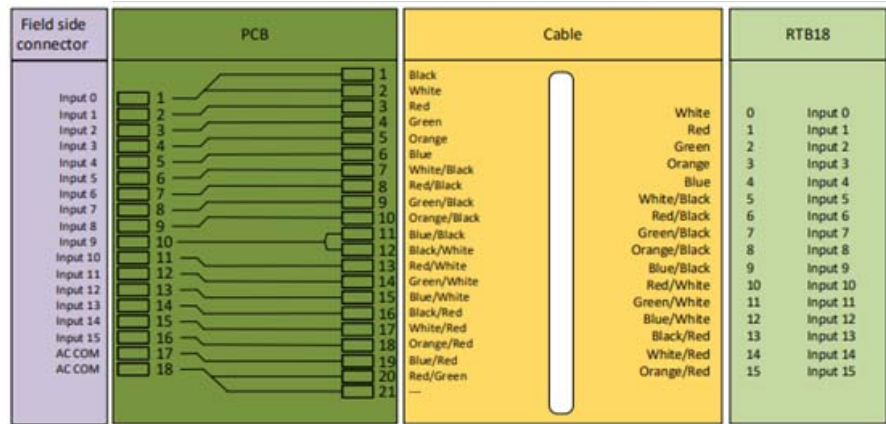 Field side connector
PCB
Cable
RTB18
Input 0
Input 1
Input 2
Input 3
Input 4
Input 5
Input 6
Input 7
Input 8
Input 9
Input 10
Input 11
Input 12
Input 13
Input 14
Input 15
AC COM
AC COM
1
2
3
4
5
6
7
8
9
10
11
12
13
14
15
16
17
18
1
2
3
4
5
6
7
8
9
10
11
12
13
14
15
16
17
18
19
20
21
Black
White
Red
Green
Orange
Blue
White/Black
Red/Black
Green/Black
Orange/Black
Blue/Black
Black/White
Red/White
Green/White
Blue/White
Black/Red
White/Red
Orange/Red
Blue/Red
Red/Green
---
White
Red
Green
Orange
Blue
White/Black
Red/Black
Green/Black
Orange/Black
Blue/Black
Red/White
Green/White
Blue/White
Black/Red
White/Red
Orange/Red
0 Input 0
1 Input 1
2 Input 2
3 Input 3
4 Input 4
5 Input 5
6 Input 6
7 Input 7
8 Input 8
9 Input 9
10 Input 10
11 Input 11
12 Input 12
13 Input 13
14 Input 14
15 Input 15